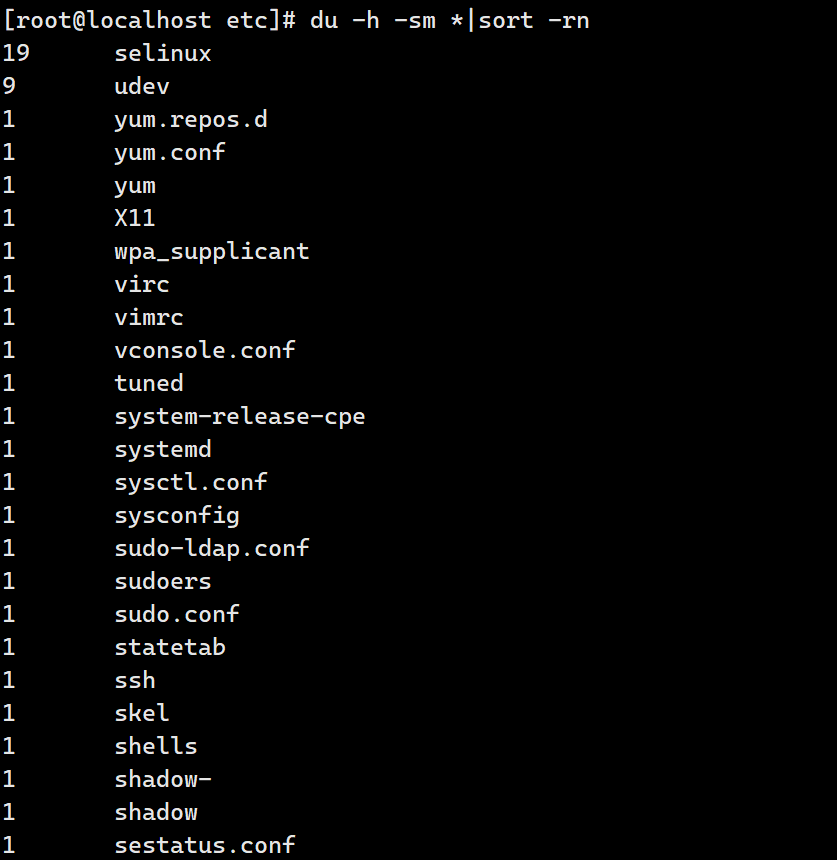 [root@localhost etc]# du -h -sm *|sort -rn
19 selinux
9 udev
1 yum.repos.d
1 yum.conf
1 yum
1 X11
1 wpa_supplicant
1 virc
1 vimrc
1 vconsole.conf
1 tuned
1 system-release-cpe
1 systemd
1 sysctl.conf
1 sysconfig
1 sudo-ldap.conf
1 sudoers
1 sudo.conf
1 statetab
1 ssh
1 skel
1 shells
1 shadow-
1 shadow
1 sestatus.conf